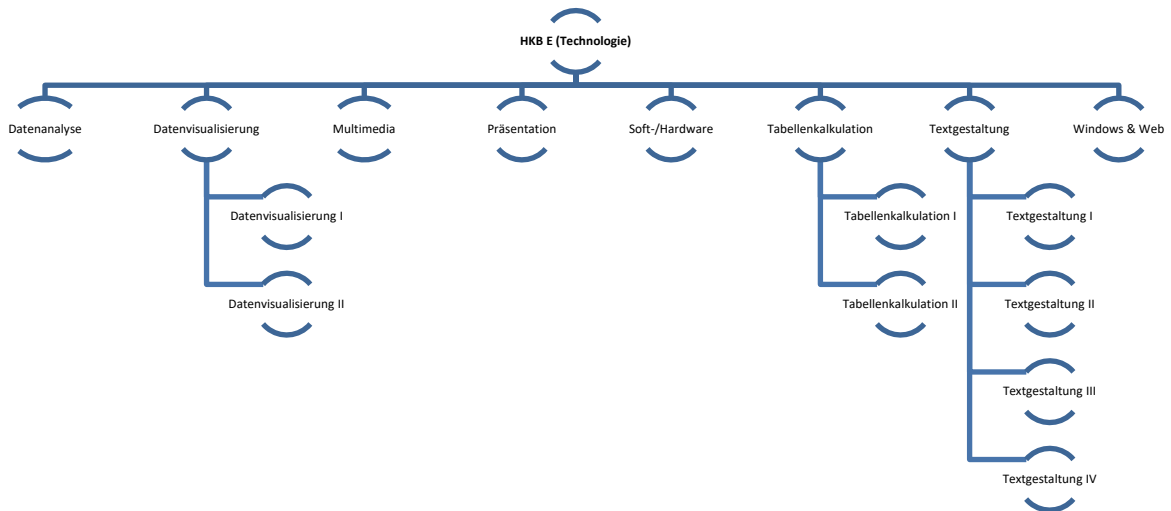 HKB E (Technologie)
Datenanalyse
Datenvisualisierung
Multimedia
Präsentation
Soft-/Hardware
Tabellenkalkulation
Textgestaltung
Windows & Web
Datenvisualisierung I
Tabellenkalkulation I
Textgestaltung I
Datenvisualisierung II
Tabellenkalkulation II
Textgestaltung II
Textgestaltung III
Textgestaltung IV